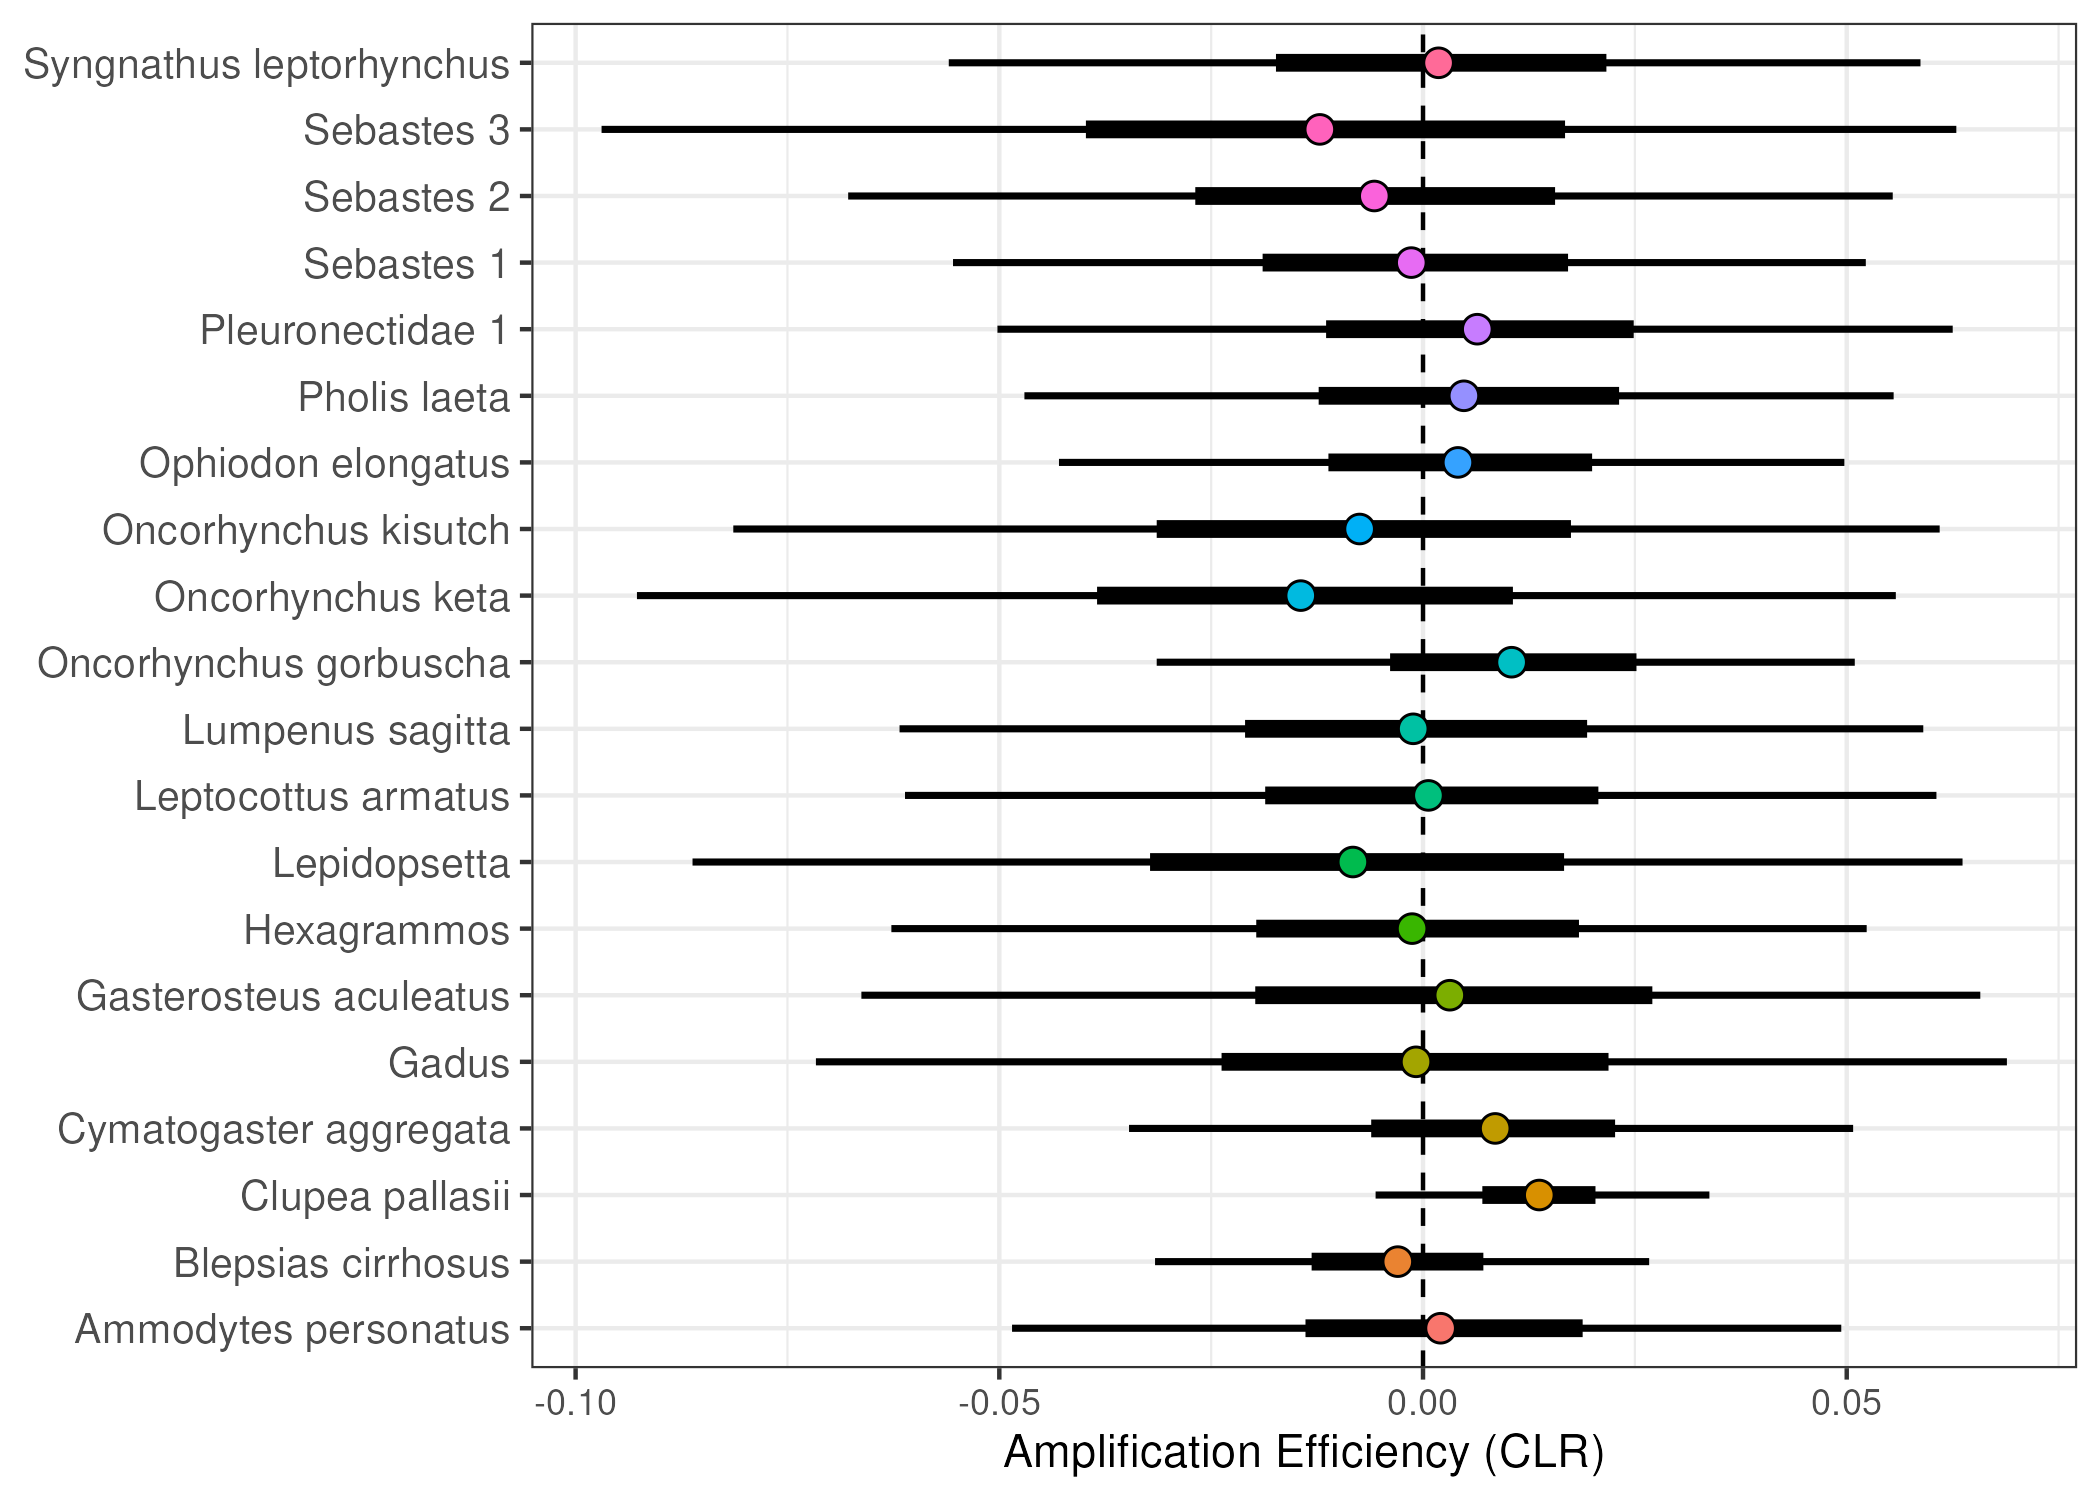 Syngnathus leptorhynchus
Sebastes 3
Sebastes 2
Sebastes 1
Pleuronectidae 1
Pholis laeta
Ophiodon elongatus
Oncorhynchus kisutch
Oncorhynchus keta
Oncorhynchus gorbuscha
Lumpenus sagitta
Leptocottus armatus
Lepidopsetta
Hexagrammos
Gasterosteus aculeatus
Gadus
Cymatogaster aggregata
Clupea pallasii
Blepsias cirrhosus
Ammodytes personatus
-0.10 -0.05 0.00 0.05
Amplification Efficiency (CLR)